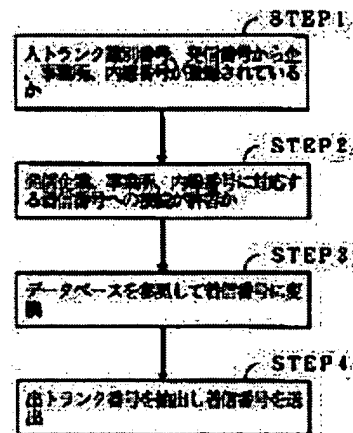 STEP1
入トランク識別番号、発信番号から企
、事業所、内線番号が登録されている
か
STEP2
発信企業、事業所、内線番号に対応す
る着信番号への接続が許容か
STEP3
データベースを参照して着信番号に変
換
STEP4
出トランク番号を抽出し着信番号を送
出